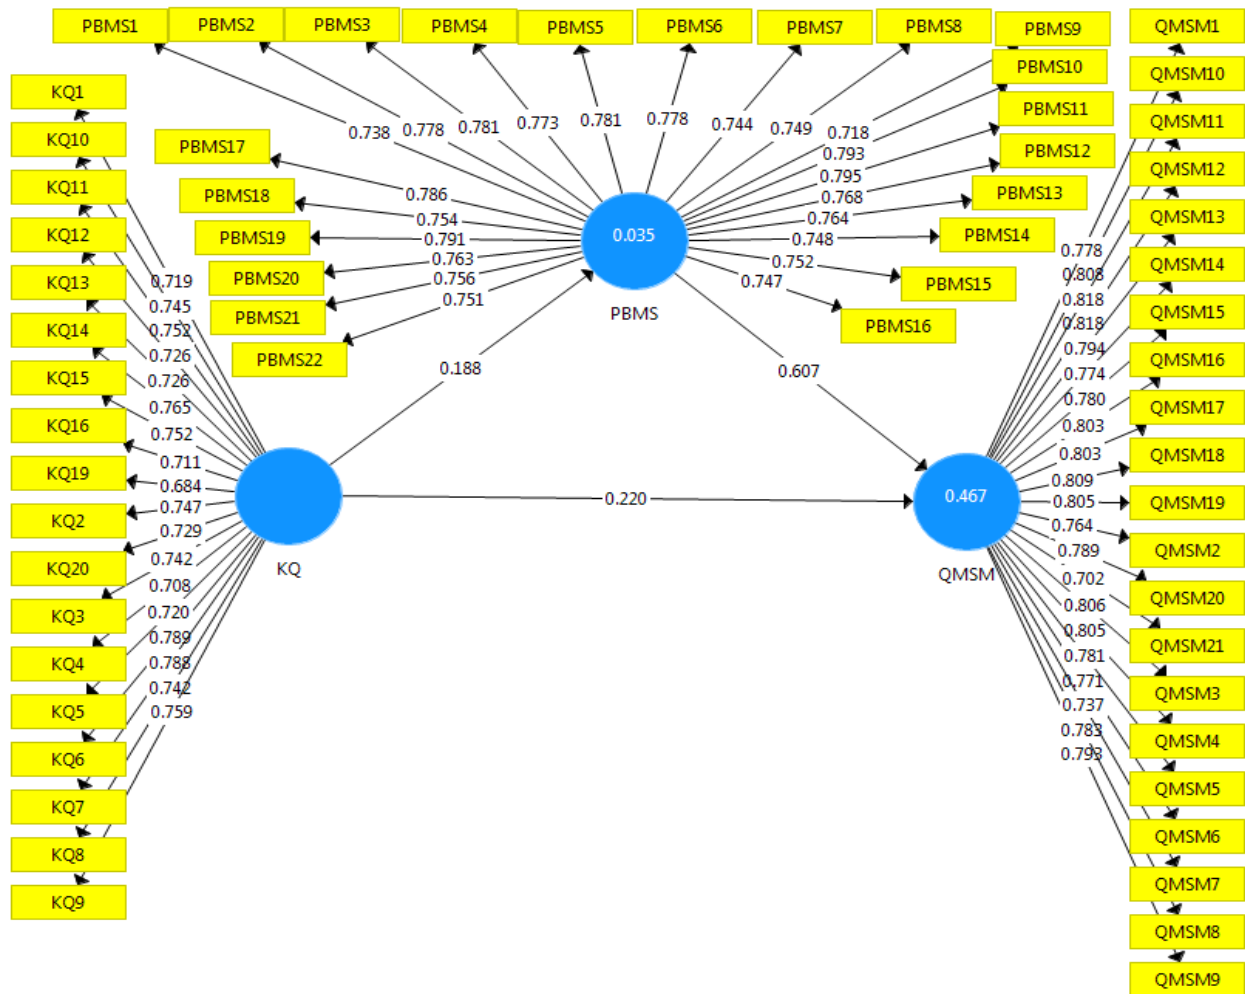 PBMS1
PBMS2
PBMS3
PBMS4
PBMS5
PBMS6
PBMS7
PBMS8
PBMS9
PBMS10
PBMS11
PBMS12
PBMS13
PBMS14
PBMS15
PBMS16
PBMS17
PBMS18
PBMS19
PBMS20
PBMS21
PBMS22
0.738
0.778
0.781
0.773
0.781
0.778
0.744
0.749
0.718
0.793
0.795
0.768
0.764
0.748
0.752
0.747
0.786
0.754
0.791
0.763
0.756
0.751
0.035
PBMS
0.188
0.607
0.220
KQ1
KQ10
KQ11
KQ12
KQ13
KQ14
KQ15
KQ16
KQ19
KQ2
KQ20
KQ3
KQ4
KQ5
KQ6
KQ7
KQ8
KQ9
0.719
0.745
0.752
0.726
0.726
0.765
0.752
0.711
0.684
0.747
0.729
0.742
0.708
0.720
0.789
0.788
0.742
0.759
KQ
0.467
QMSM
0.778
0.808
0.818
0.818
0.794
0.774
0.780
0.803
0.803
0.809
0.805
0.764
0.789
0.702
0.806
0.805
0.781
0.771
0.737
0.783
0.793
QMSM1
QMSM10
QMSM11
QMSM12
QMSM13
QMSM14
QMSM15
QMSM16
QMSM17
QMSM18
QMSM19
QMSM2
QMSM20
QMSM21
QMSM3
QMSM4
QMSM5
QMSM6
QMSM7
QMSM8
QMSM9